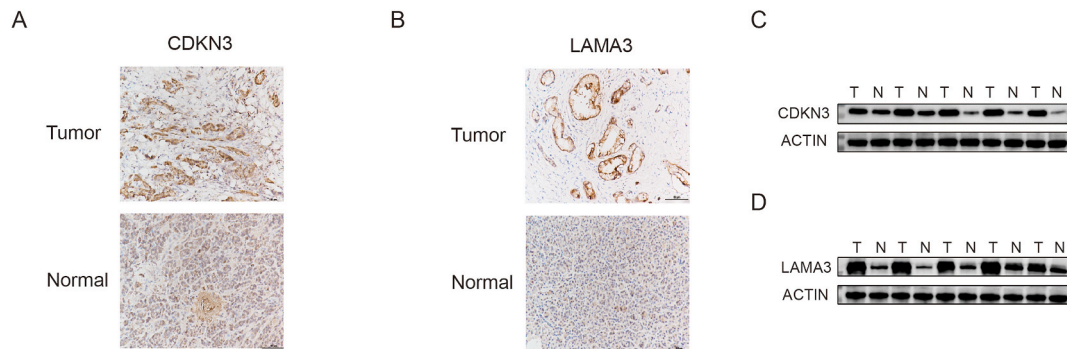 A
CDKN3
Tumor
Normal
B
LAMA3
Tumor
Normal
C
T N T N T N T N T N
CDKN3
ACTIN
D
T N T N T N T N T N
LAMA3
ACTIN